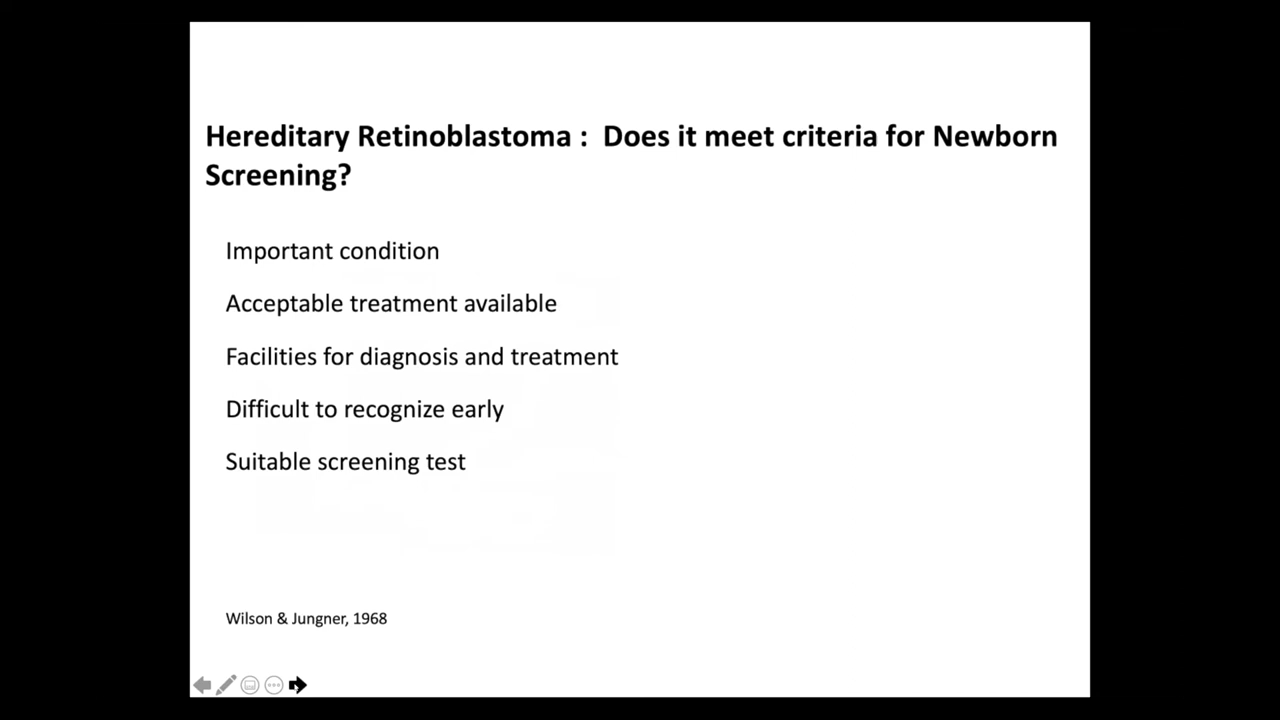 Hereditary Retinoblastoma :  Does it meet criteria for Newborn
Screening?
Important condition
Acceptable treatment available
Facilities for diagnosis and treatment
Difficult to recognize early
Suitable screening test
Wilson & Jungner, 1968